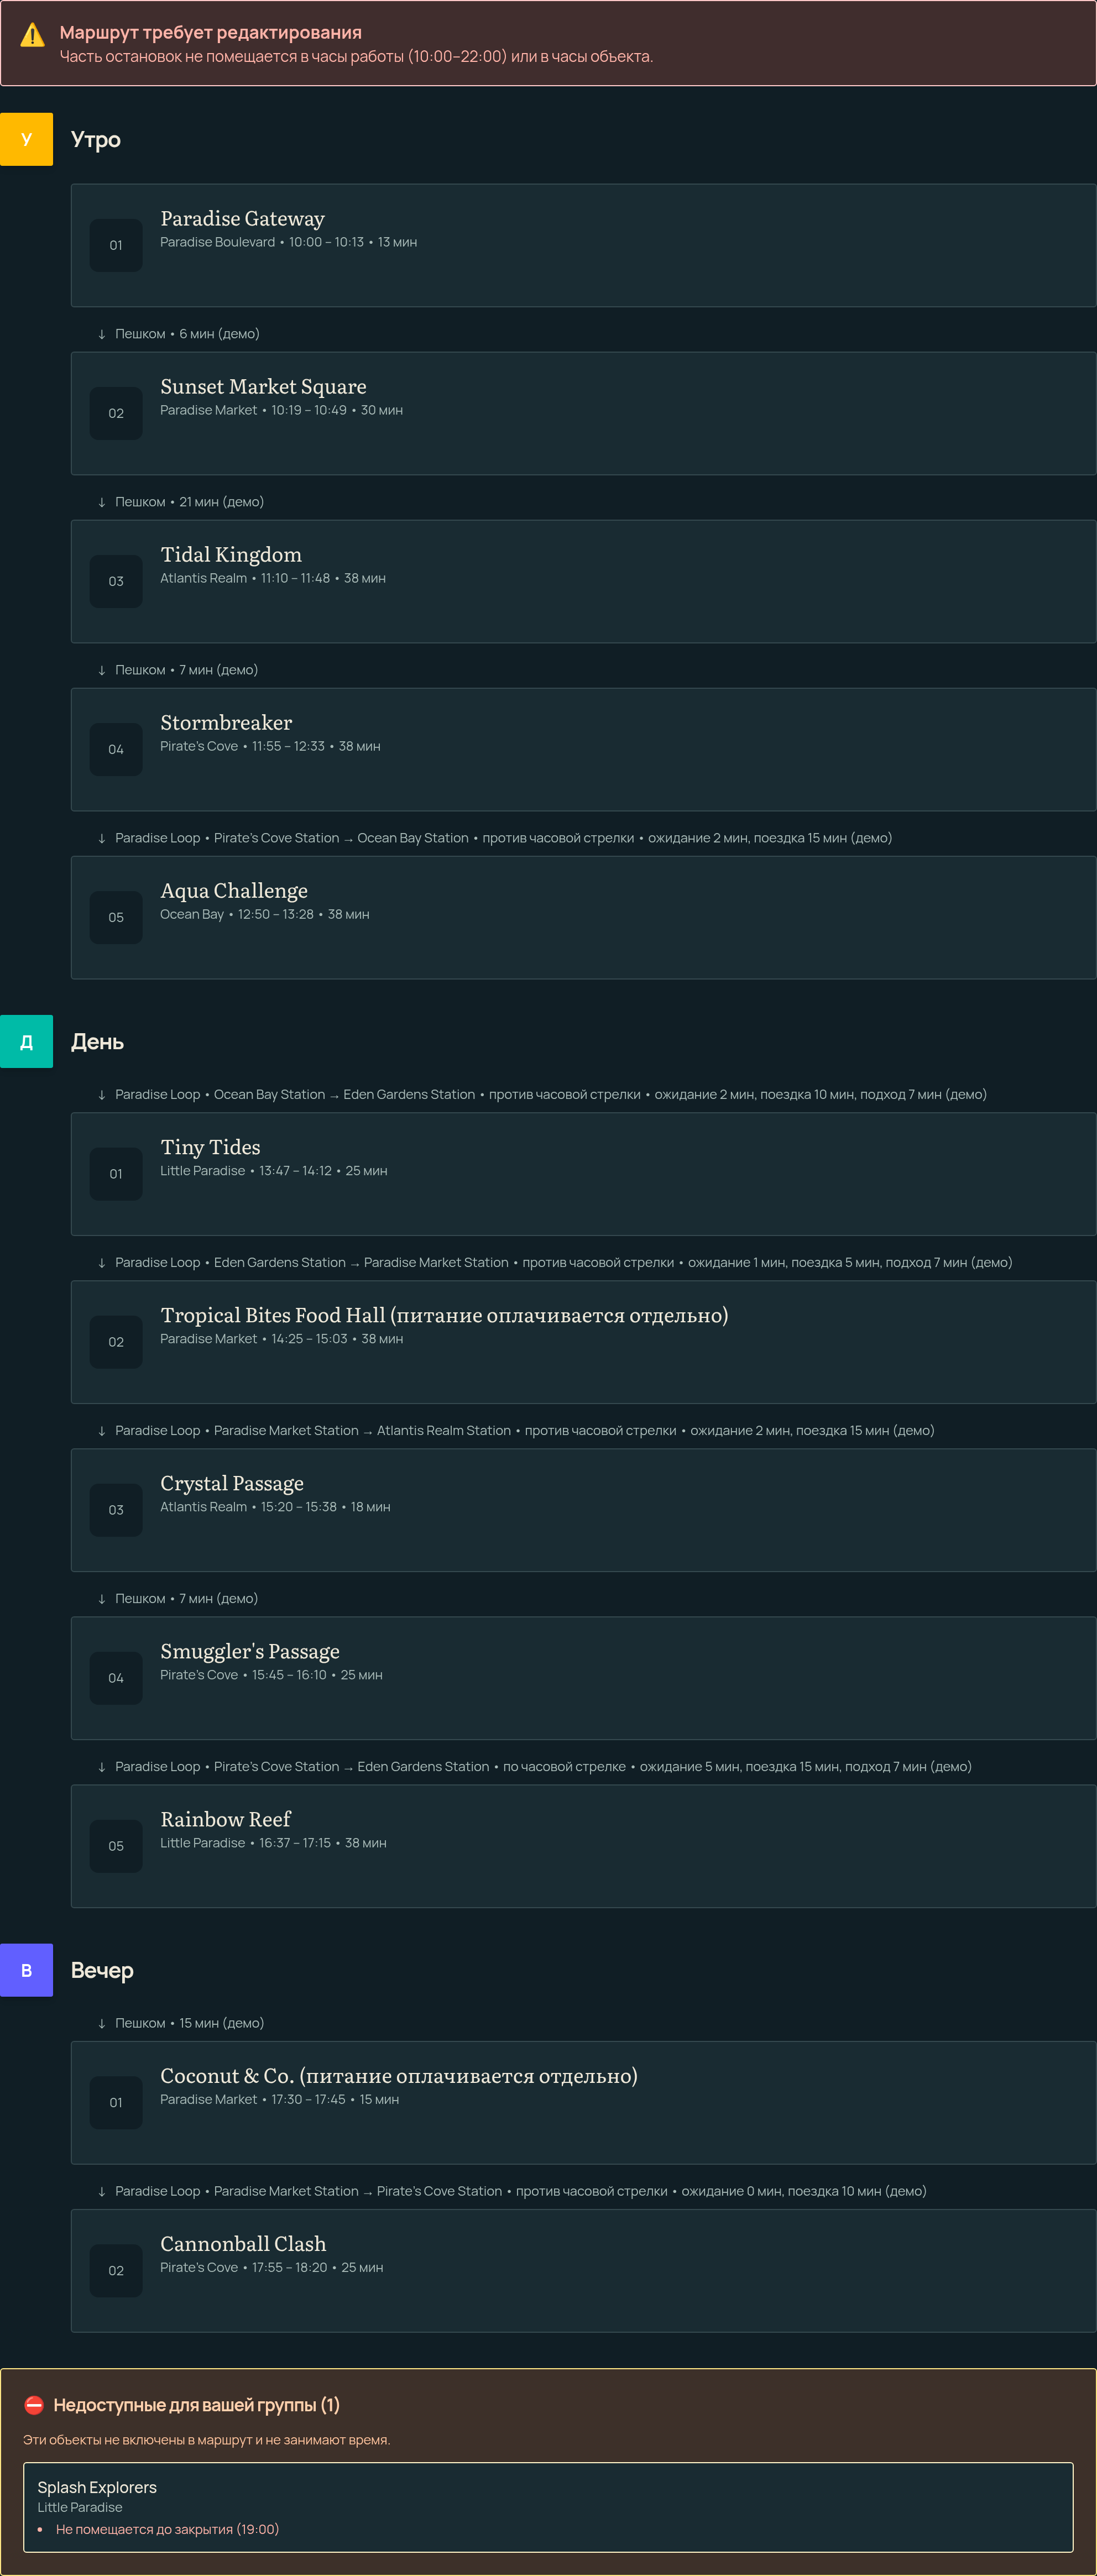 ⚠️ Маршрут требует редактирования
Часть остановок не помещается в часы работы (10:00–22:00) или в часы объекта.
У Утро
01 Paradise Gateway
Paradise Boulevard • 10:00 – 10:13 • 13 мин
↓ Пешком • 6 мин (демо)
02 Sunset Market Square
Paradise Market • 10:19 – 10:49 • 30 мин
↓ Пешком • 21 мин (демо)
03 Tidal Kingdom
Atlantis Realm • 11:10 – 11:48 • 38 мин
↓ Пешком • 7 мин (демо)
04 Stormbreaker
Pirate's Cove • 11:55 – 12:33 • 38 мин
↓ Paradise Loop • Pirate's Cove Station → Ocean Bay Station • против часовой стрелки • ожидание 2 мин, поездка 15 мин (демо)
05 Aqua Challenge
Ocean Bay • 12:50 – 13:28 • 38 мин
Д День
↓ Paradise Loop • Ocean Bay Station → Eden Gardens Station • против часовой стрелки • ожидание 2 мин, поездка 10 мин, подход 7 мин (демо)
01 Tiny Tides
Little Paradise • 13:47 – 14:12 • 25 мин
↓ Paradise Loop • Eden Gardens Station → Paradise Market Station • против часовой стрелки • ожидание 1 мин, поездка 5 мин, подход 7 мин (демо)
02 Tropical Bites Food Hall (питание оплачивается отдельно)
Paradise Market • 14:25 – 15:03 • 38 мин
↓ Paradise Loop • Paradise Market Station → Atlantis Realm Station • против часовой стрелки • ожидание 2 мин, поездка 15 мин (демо)
03 Crystal Passage
Atlantis Realm • 15:20 – 15:38 • 18 мин
↓ Пешком • 7 мин (демо)
04 Smuggler's Passage
Pirate's Cove • 15:45 – 16:10 • 25 мин
↓ Paradise Loop • Pirate's Cove Station → Eden Gardens Station • по часовой стрелке • ожидание 5 мин, поездка 15 мин, подход 7 мин (демо)
05 Rainbow Reef
Little Paradise • 16:37 – 17:15 • 38 мин
В Вечер
↓ Пешком • 15 мин (демо)
01 Coconut & Co. (питание оплачивается отдельно)
Paradise Market • 17:30 – 17:45 • 15 мин
↓ Paradise Loop • Paradise Market Station → Pirate's Cove Station • против часовой стрелки • ожидание 0 мин, поездка 10 мин (демо)
02 Cannonball Clash
Pirate's Cove • 17:55 – 18:20 • 25 мин
⛔ Недоступные для вашей группы (1)
Эти объекты не включены в маршрут и не занимают время.
Splash Explorers
Little Paradise
• Не помещается до закрытия (19:00)